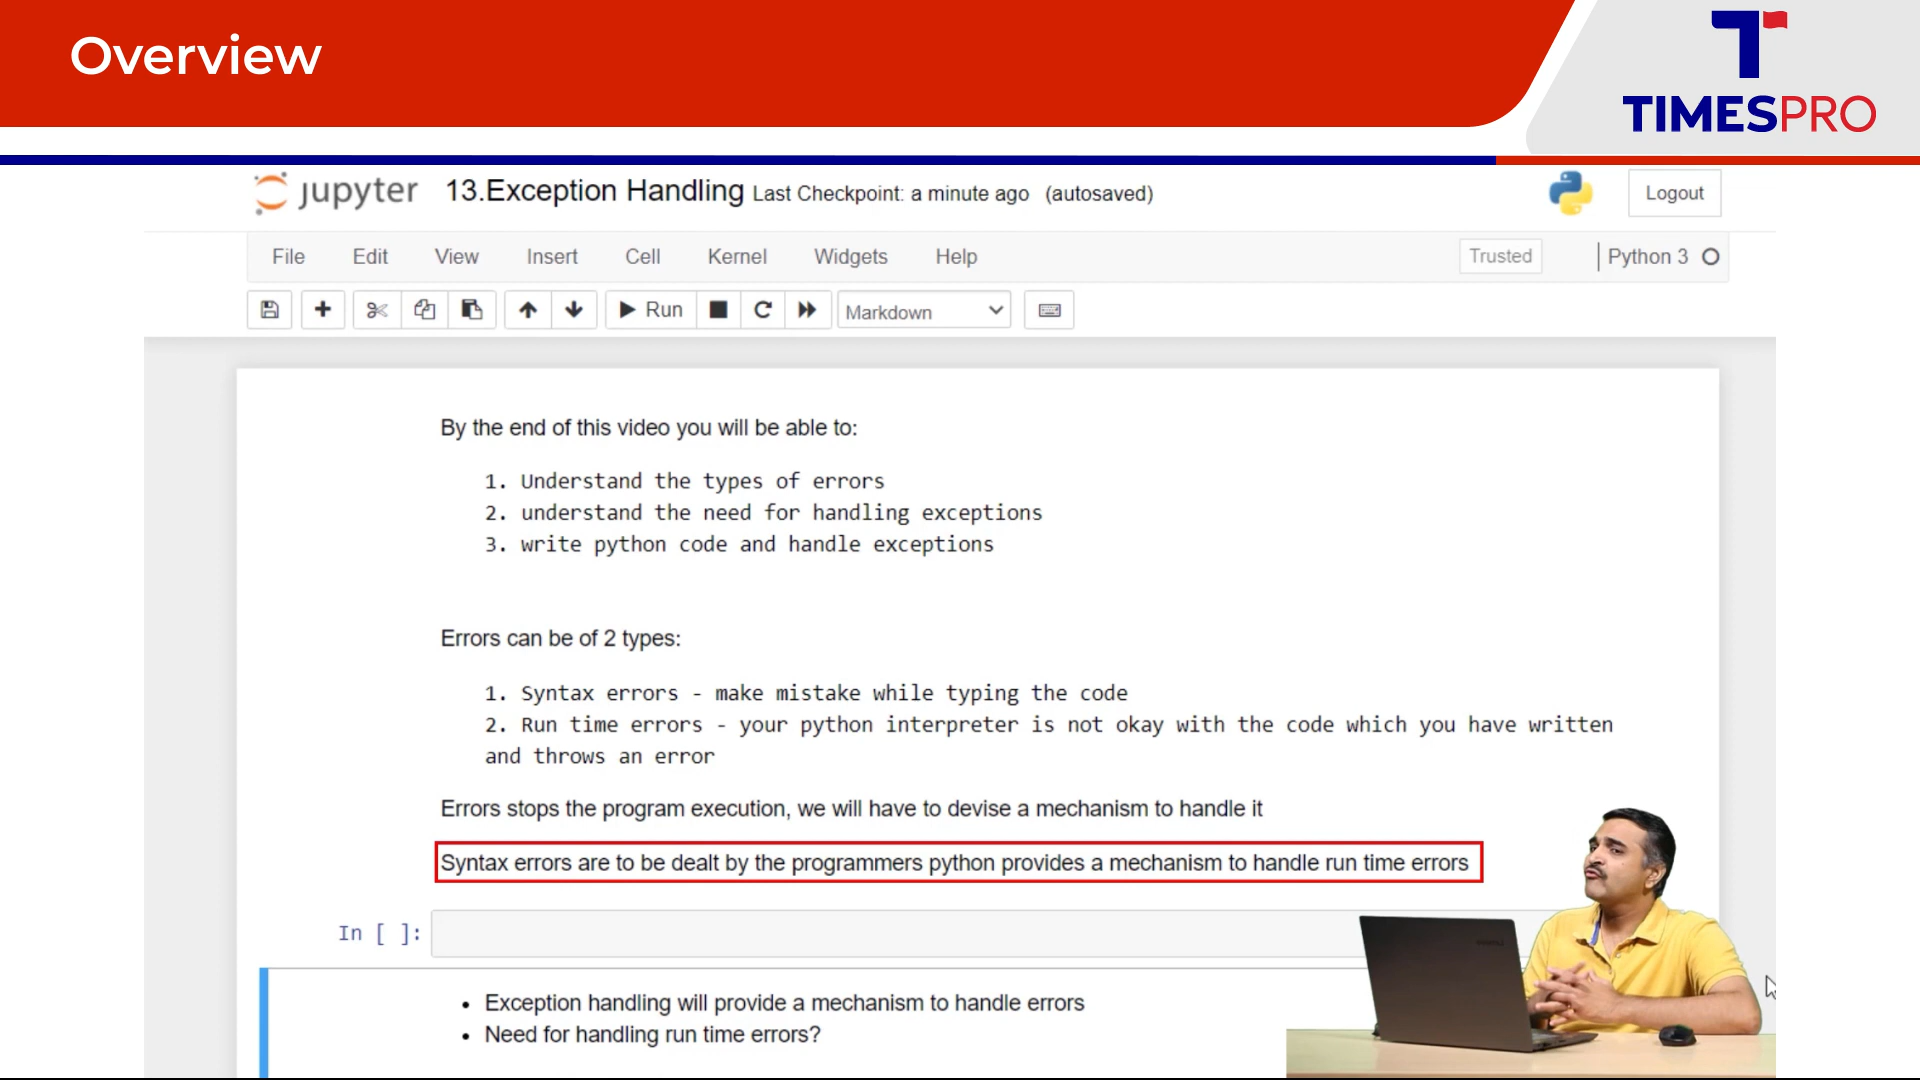 Overview
TIMESPRO
jupyter 13.Exception Handling Last Checkpoint: a minute ago (autosaved)
Logout
File Edit View Insert Cell Kernel Widgets Help
Trusted
Python 3
Run
Markdown
By the end of this video you will be able to:
1. Understand the types of errors
2. understand the need for handling exceptions
3. write python code and handle exceptions
Errors can be of 2 types:
1. Syntax errors - make mistake while typing the code
2. Run time errors - your python interpreter is not okay with the code which you have written
and throws an error
Errors stops the program execution, we will have to devise a mechanism to handle it
Syntax errors are to be dealt by the programmers python provides a mechanism to handle run time errors
In [ ]:
• Exception handling will provide a mechanism to handle errors
• Need for handling run time errors?